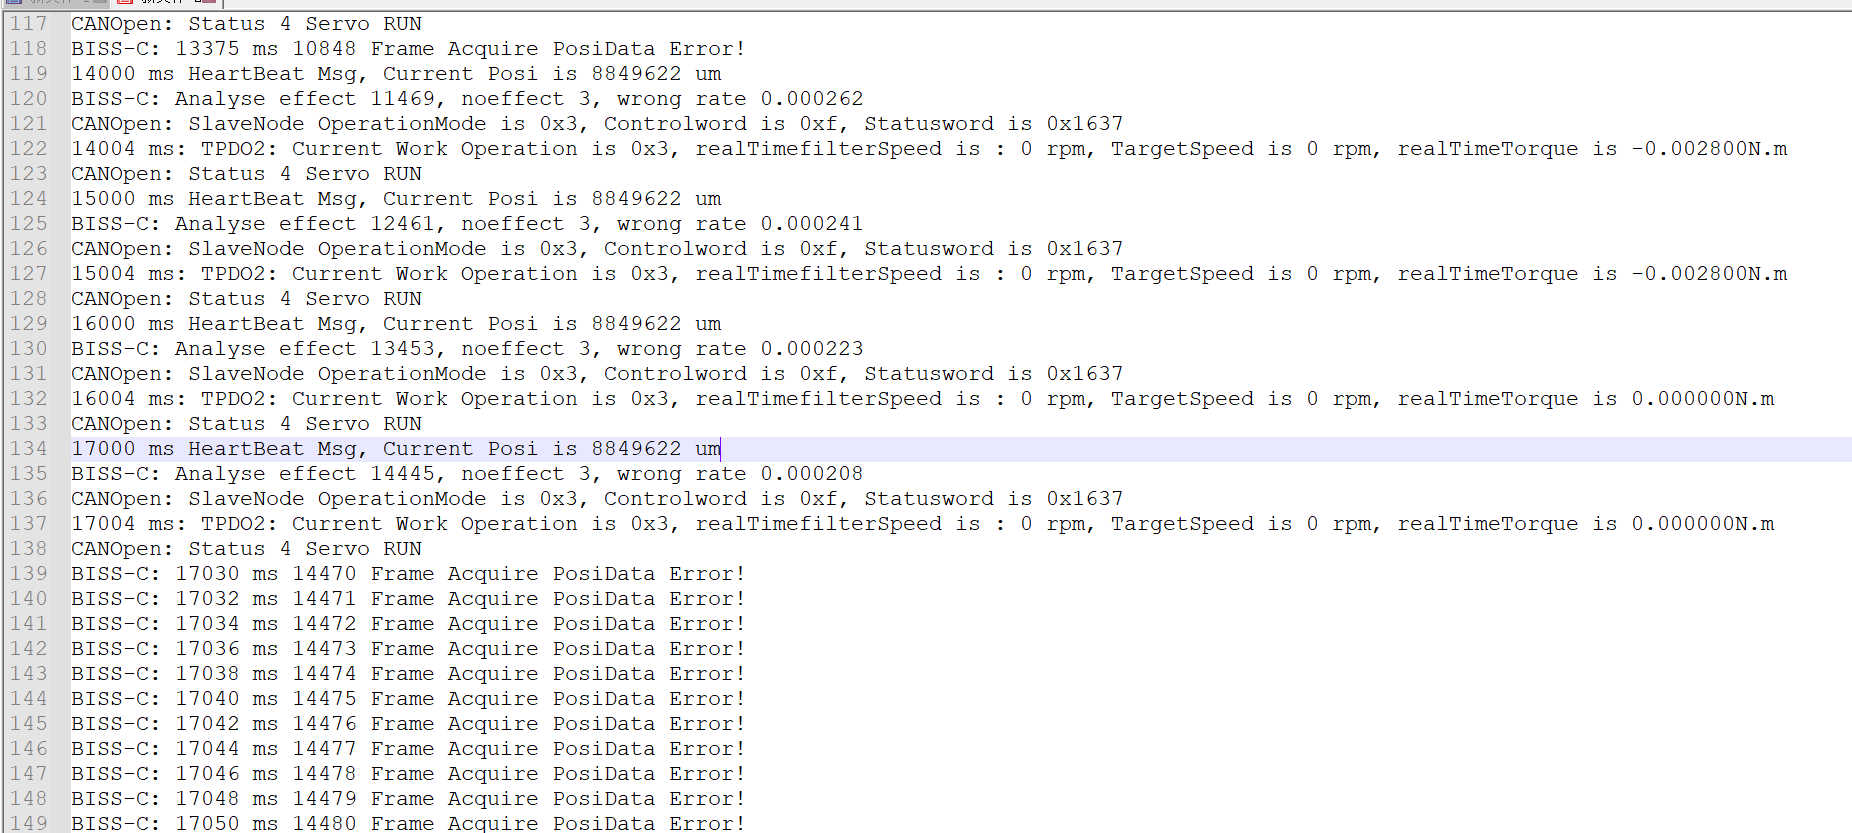 117 CANOpen: Status 4 Servo RUN
118 BISS-C: 13375 ms 10848 Frame Acquire PosiData Error!
119 14000 ms HeartBeat Msg, Current Posi is 8849622 um
120 BISS-C: Analyse effect 11469, noeffect 3, wrong rate 0.000262
121 CANOpen: SlaveNode OperationMode is 0x3, Controlword is 0xf, Statusword is 0x1637
122 14004 ms: TPDO2: Current Work Operation is 0x3, realTimefilterSpeed is : 0 rpm, TargetSpeed is 0 rpm, realTimeTorque is -0.002800N.m
123 CANOpen: Status 4 Servo RUN
124 15000 ms HeartBeat Msg, Current Posi is 8849622 um
125 BISS-C: Analyse effect 12461, noeffect 3, wrong rate 0.000241
126 CANOpen: SlaveNode OperationMode is 0x3, Controlword is 0xf, Statusword is 0x1637
127 15004 ms: TPDO2: Current Work Operation is 0x3, realTimefilterSpeed is : 0 rpm, TargetSpeed is 0 rpm, realTimeTorque is -0.002800N.m
128 CANOpen: Status 4 Servo RUN
129 16000 ms HeartBeat Msg, Current Posi is 8849622 um
130 BISS-C: Analyse effect 13453, noeffect 3, wrong rate 0.000223
131 CANOpen: SlaveNode OperationMode is 0x3, Controlword is 0xf, Statusword is 0x1637
132 16004 ms: TPDO2: Current Work Operation is 0x3, realTimefilterSpeed is : 0 rpm, TargetSpeed is 0 rpm, realTimeTorque is 0.000000N.m
133 CANOpen: Status 4 Servo RUN
134 17000 ms HeartBeat Msg, Current Posi is 8849622 um
135 BISS-C: Analyse effect 14445, noeffect 3, wrong rate 0.000208
136 CANOpen: SlaveNode OperationMode is 0x3, Controlword is 0xf, Statusword is 0x1637
137 17004 ms: TPDO2: Current Work Operation is 0x3, realTimefilterSpeed is : 0 rpm, TargetSpeed is 0 rpm, realTimeTorque is 0.000000N.m
138 CANOpen: Status 4 Servo RUN
139 BISS-C: 17030 ms 14470 Frame Acquire PosiData Error!
140 BISS-C: 17032 ms 14471 Frame Acquire PosiData Error!
141 BISS-C: 17034 ms 14472 Frame Acquire PosiData Error!
142 BISS-C: 17036 ms 14473 Frame Acquire PosiData Error!
143 BISS-C: 17038 ms 14474 Frame Acquire PosiData Error!
144 BISS-C: 17040 ms 14475 Frame Acquire PosiData Error!
145 BISS-C: 17042 ms 14476 Frame Acquire PosiData Error!
146 BISS-C: 17044 ms 14477 Frame Acquire PosiData Error!
147 BISS-C: 17046 ms 14478 Frame Acquire PosiData Error!
148 BISS-C: 17048 ms 14479 Frame Acquire PosiData Error!
149 BISS-C: 17050 ms 14480 Frame Acquire PosiData Error!